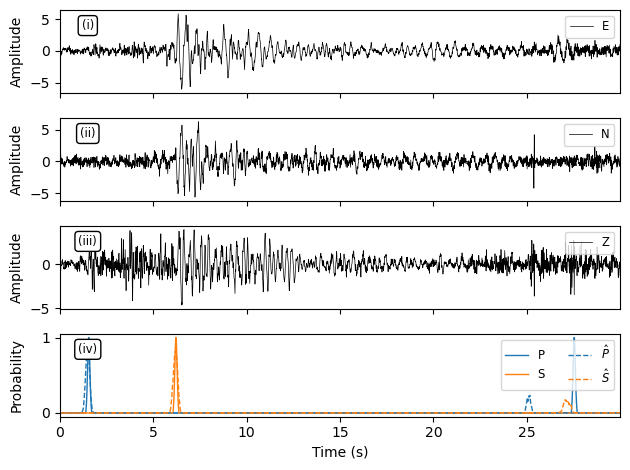 (i)
E
Amplitude
5
0
−5
(ii)
N
Amplitude
5
0
−5
(iii)
Z
Amplitude
0
−5
(iv)
P
P̂
S
Ŝ
Probability
1
0
0 5 10 15 20 25
Time (s)